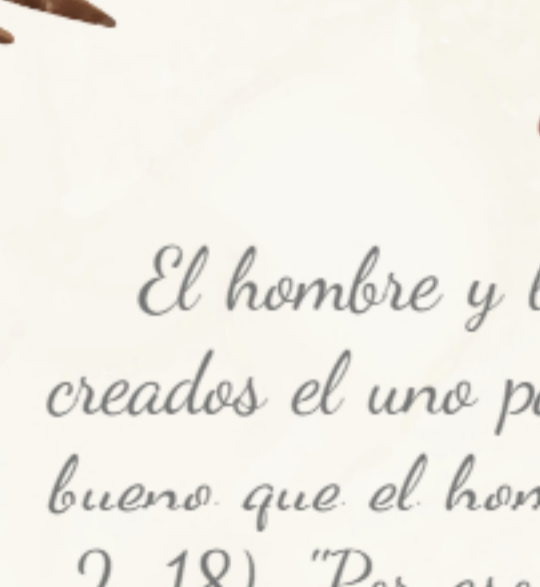 El hombre y
creados el uno
bueno que el
2, 18). "Por